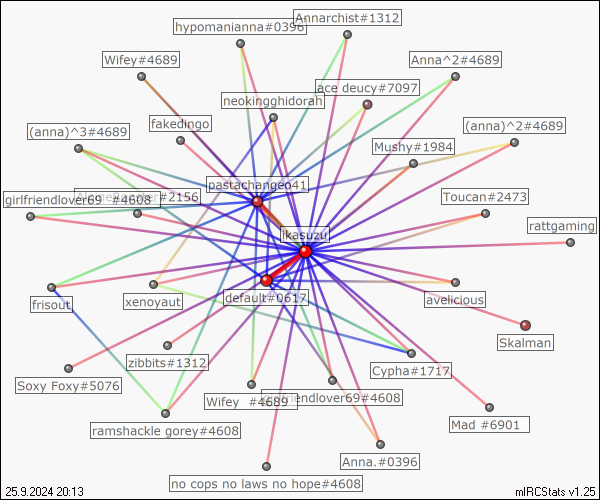 Annarchist#1312
hypomanianna#0396
Wifey#4689
Anna^2#4689
ace deucy#7097
neokingghidorah
fakedingo
(anna)^3#4689
(anna)^2#4689
Mushy#1984
pastachangeo41
girlfriendlover69 #4608
#2156
Toucan#2473
rattgaming
ikasuzu
frisout
xenoyaut
default#0617
avelicious
Skalman
zibbits#1312
Cypha#1717
Soxy Foxy#5076
Wifey #4689
girlfriendlover69#4608
Mad #6901
ramshackle gorey#4608
Anna.#0396
no cops no laws no hope#4608
25.9.2024 20:13
mIRCStats v1.25